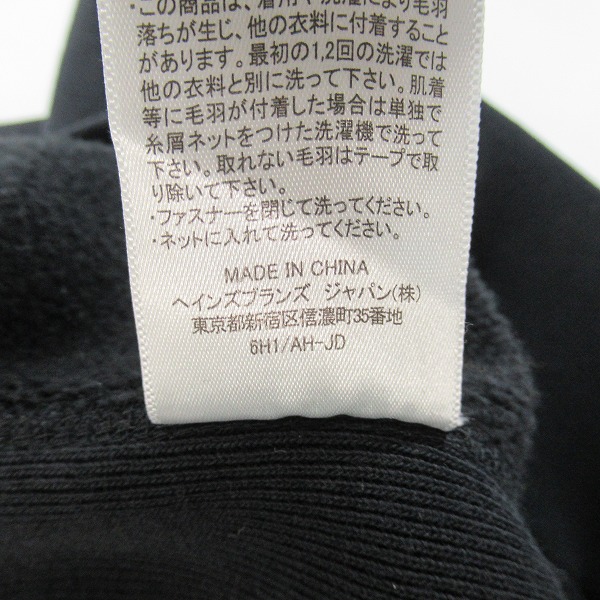 ・この商品は、着用や洗濯により毛羽
落ちが生じ、他の衣料に付着すること
があります。最初の1,2回の洗濯では
他の衣料と別に洗って下さい。肌着
等に毛羽が付着した場合は単独で
糸屑ネットをつけた洗濯機で洗って
下さい。取れない毛羽はテープで取
り除いて下さい。
・ファスナーを閉じて洗ってください。
・ネットに入れて洗ってください。
MADE IN CHINA
ヘインズブランズ ジャパン(株)
東京都新宿区信濃町35番地
6H1/AH-JD